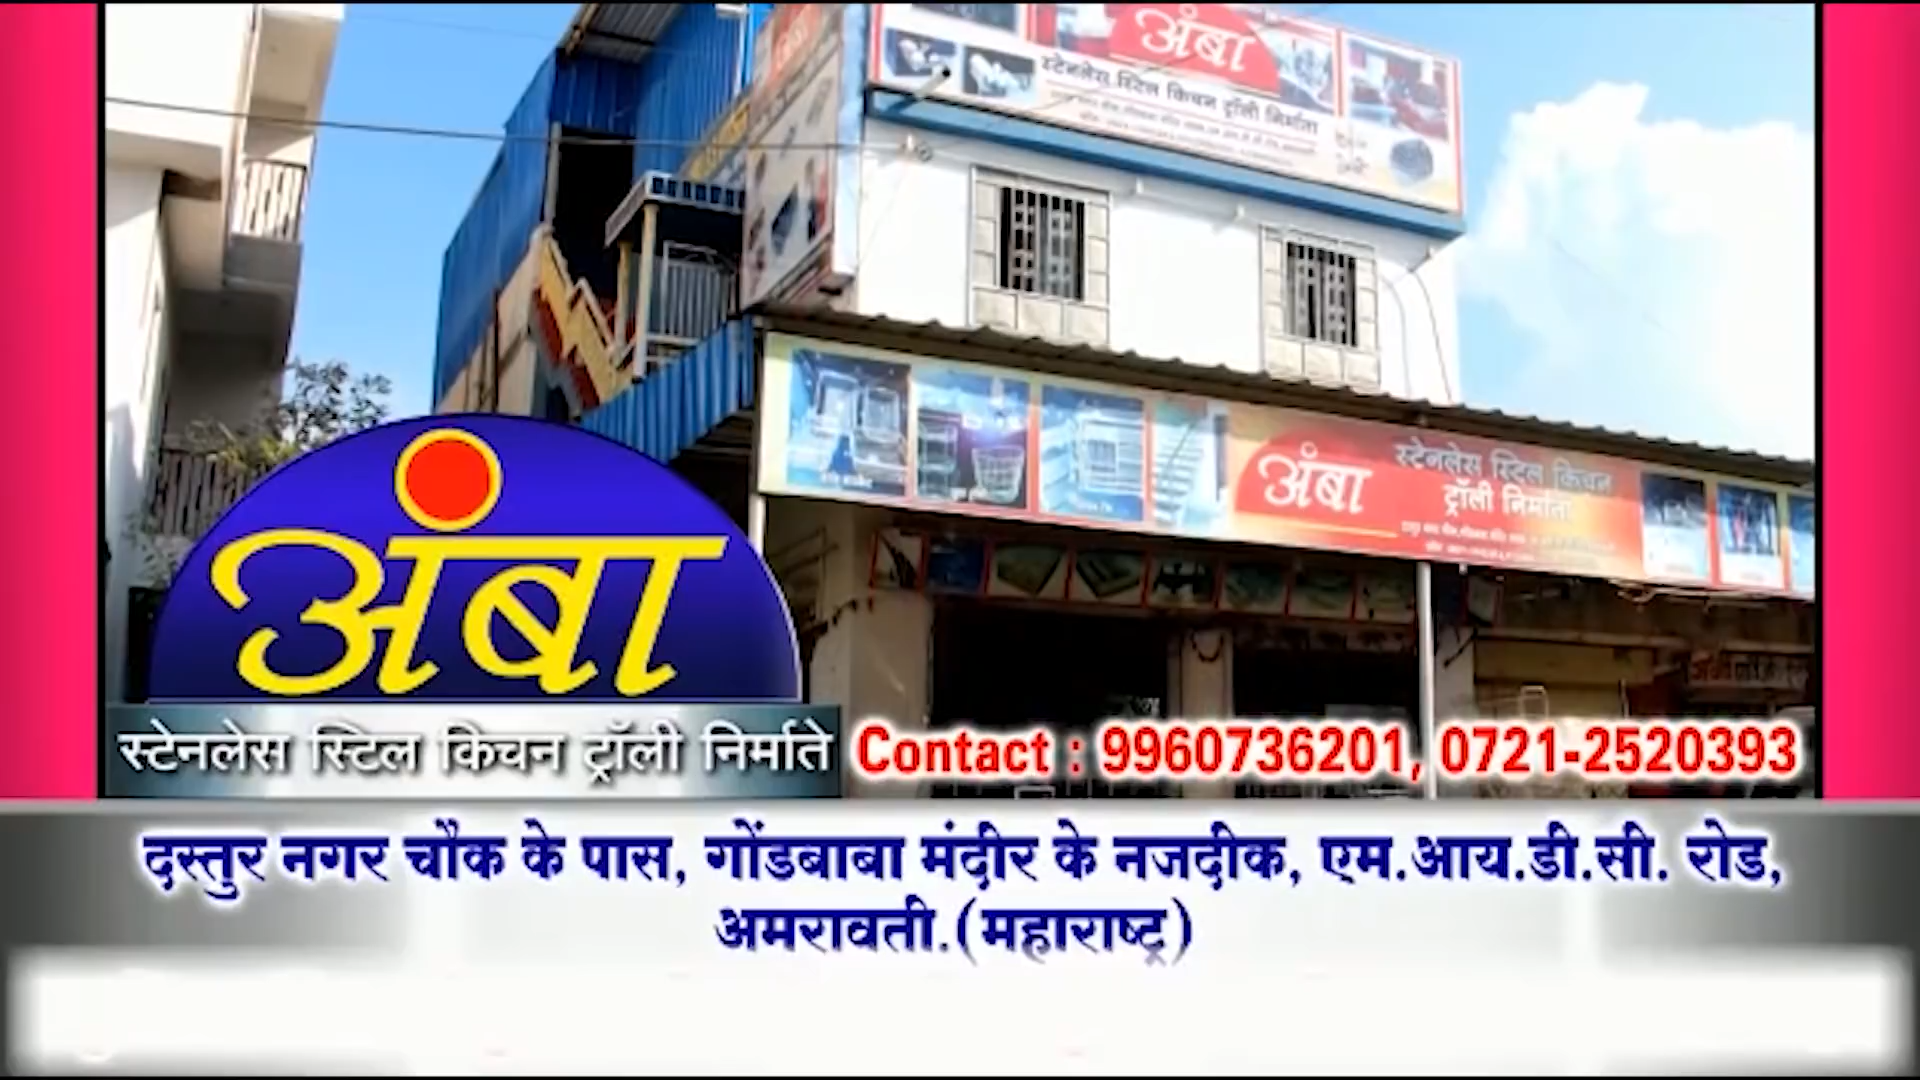 अंबा
स्टेनलेस स्टिल किचन ट्रॉली निर्माता
अंबा
स्टेनलेस स्टिल किचन
ट्रॉली निर्माता
अंबा
स्टेनलेस स्टिल किचन ट्रॉली निर्माते
Contact : 9960736201, 0721-2520393
दस्तुर नगर चौक के पास, गोंडबाबा मंदीर के नजदीक, एम.आय.डी.सी. रोड,
अमरावती.(महाराष्ट्र)